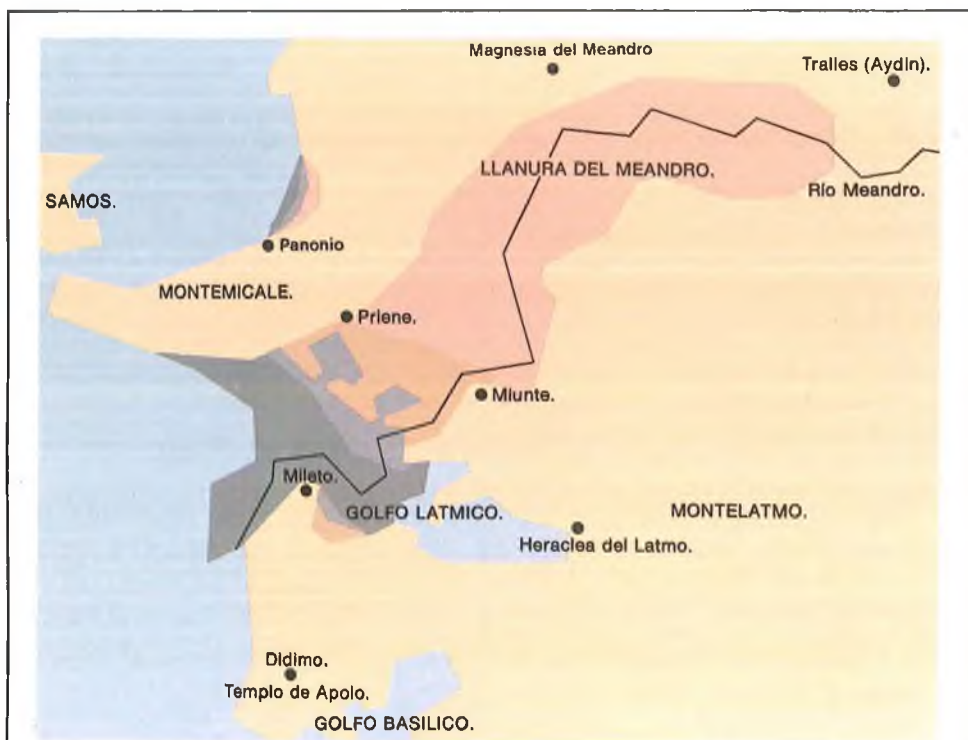 Magnesia del Meandro
Tralles (Aydin).
LLANURA DEL MEANDRO.
Río Meandro.
SAMOS.
Panonio
MONTEMICALE.
Priene.
Miunte.
Mileto.
GOLFO LATMICO.
MONTELATMO.
Heraclea del Latmo.
Didimo.
Templo de Apolo.
GOLFO BASILICO.